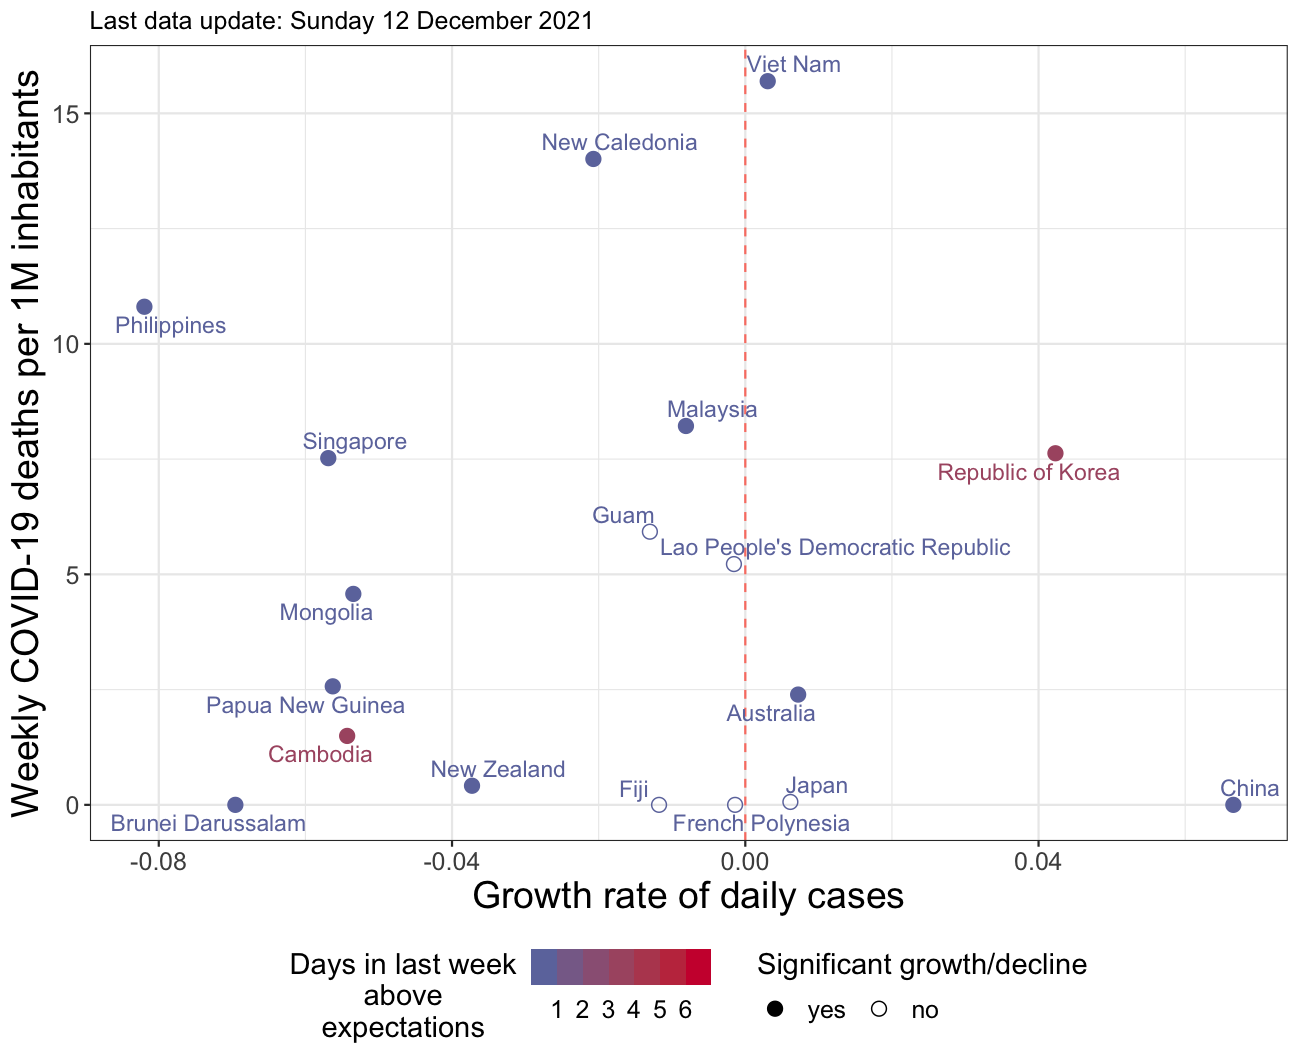 Last data update: Sunday 12 December 2021
Weekly COVID-19 deaths per 1M inhabitants
Viet Nam
15
New Caledonia
Philippines
10
Malaysia
Singapore
Republic of Korea
Guam
Lao People's Democratic Republic
5
Mongolia
Papua New Guinea
Australia
Cambodia
New Zealand
Fiji
Japan
China
0
Brunei Darussalam
French Polynesia
-0.08 -0.04 0.00 0.04
Growth rate of daily cases
Days in last week
above
expectations
1 2 3 4 5 6
Significant growth/decline
yes no